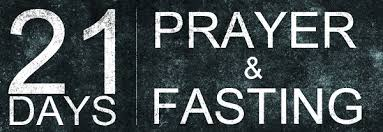 21
DAYS
PRAYER
&
FASTING